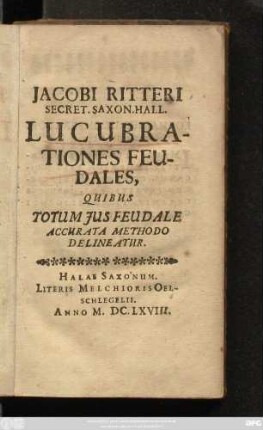 JACOBI RITTERI
SECRET. SAXON. HALL.
LUCUBRA-
TIONES FEU-
DALES,
QUIBUS
TOTUM JUS FEUDALE
ACCURATA METHODO
DELINEATUR.
HALAE SAXONUM,
LITERIS MELCHIORIS OEL-
SCHLEGELII.
ANNO M. DC. LXVIII.